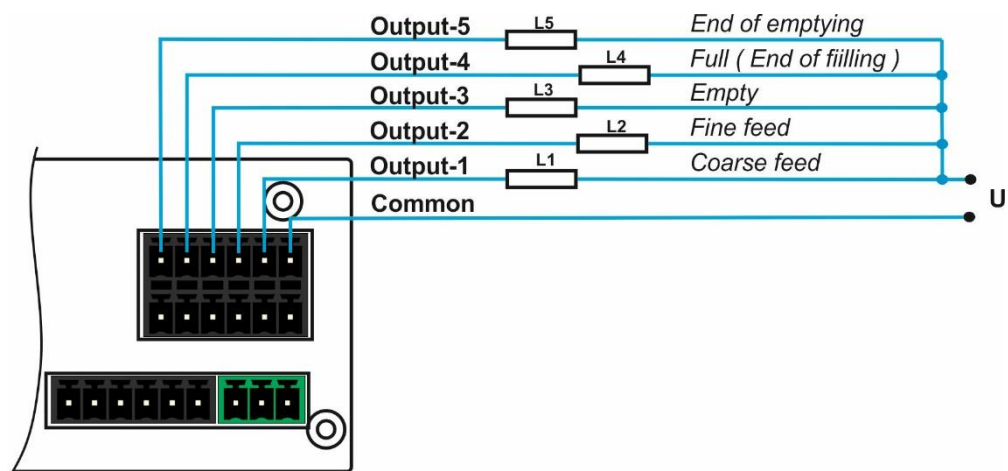 Output-5 L5 End of emptying
Output-4 L4 Full ( End of fiilling )
Output-3 L3 Empty
Output-2 L2 Fine feed
Output-1 L1 Coarse feed
Common U